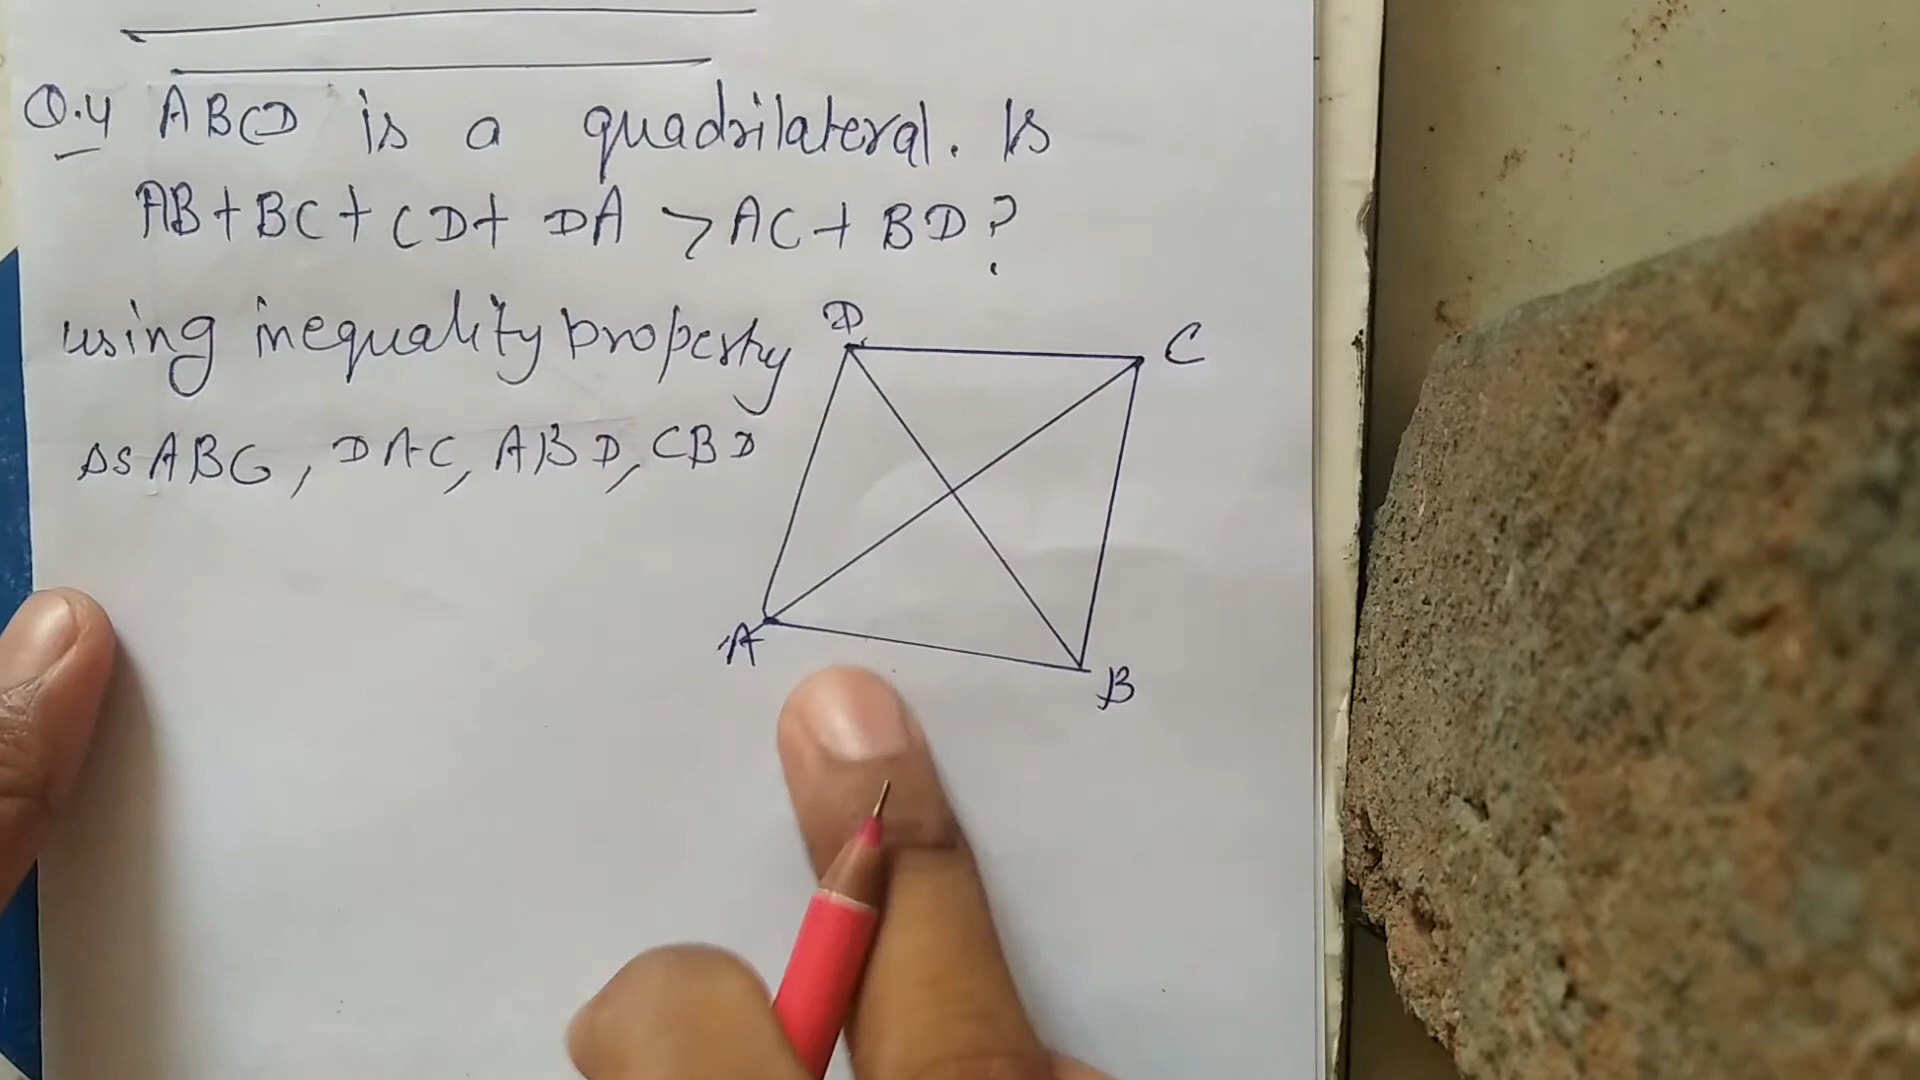 Q.4 ABCD is a quadrilateral. Is
AB+BC+CD+ DA > AC+ BD?
using inequality property
Δs ABC, DAC, ABD, CBD
D
C
A
B